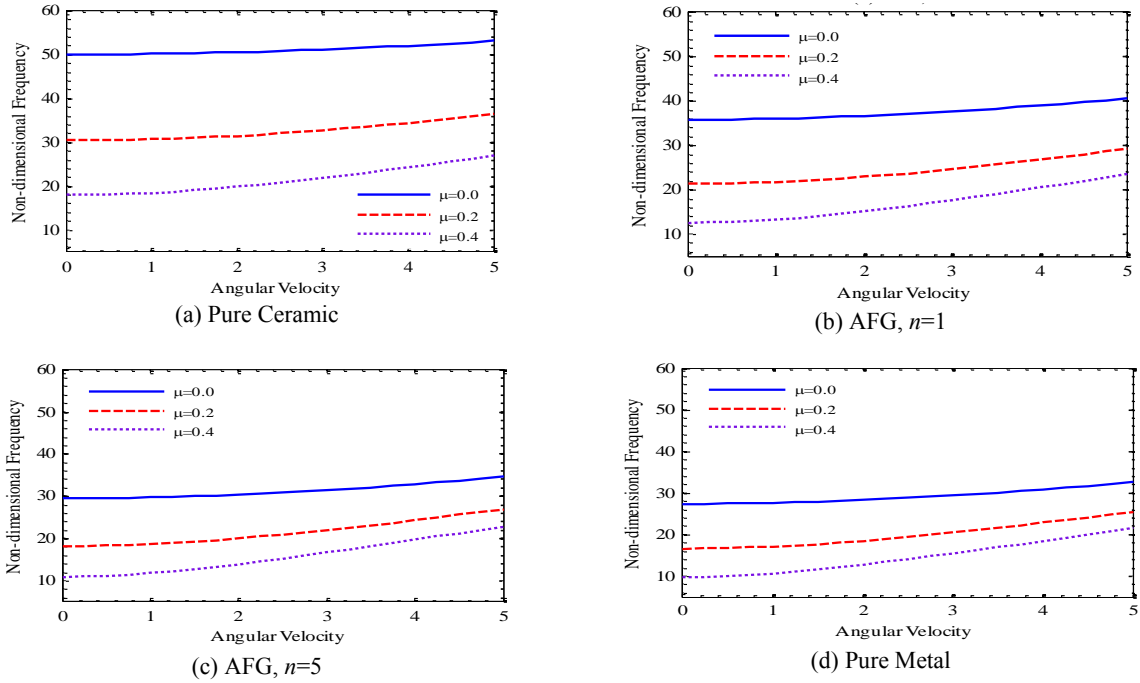 60
50
40
30
20
10
Non-dimensional Frequency
μ=0.0
μ=0.2
μ=0.4
0 1 2 3 4 5
Angular Velocity
(a) Pure Ceramic
60
50
40
30
20
10
Non-dimensional Frequency
μ=0.0
μ=0.2
μ=0.4
0 1 2 3 4 5
Angular Velocity
(b) AFG, n=1
60
50
40
30
20
10
Non-dimensional Frequency
μ=0.0
μ=0.2
μ=0.4
0 1 2 3 4 5
Angular Velocity
(c) AFG, n=5
60
50
40
30
20
10
Non-dimensional Frequency
μ=0.0
μ=0.2
μ=0.4
0 1 2 3 4 5
Angular Velocity
(d) Pure Metal